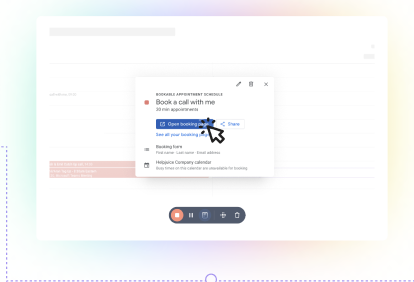 BOOKABLE APPOINTMENT SCHEDULE
Book a call with me
30 min appointments
Open booking page
Share
See all your booking pages
Booking form
First name · Last name · Email address
Helpjuice Company calendar
Busy times on this calendar are unavailable for booking